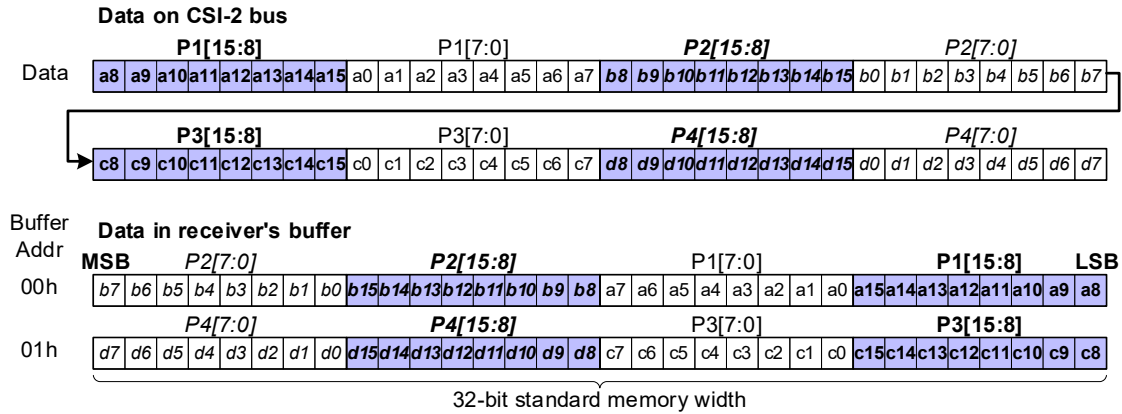 Data on CSI-2 bus
P1[15:8] P1[7:0] P2[15:8] P2[7:0]
Data a8 a9 a10 a11 a12 a13 a14 a15 a0 a1 a2 a3 a4 a5 a6 a7 b8 b9 b10 b11 b12 b13 b14 b15 b0 b1 b2 b3 b4 b5 b6 b7
P3[15:8] P3[7:0] P4[15:8] P4[7:0]
c8 c9 c10 c11 c12 c13 c14 c15 c0 c1 c2 c3 c4 c5 c6 c7 d8 d9 d10 d11 d12 d13 d14 d15 d0 d1 d2 d3 d4 d5 d6 d7
Buffer
Addr
Data in receiver's buffer
MSB P2[7:0] P2[15:8] P1[7:0] P1[15:8] LSB
00h b7 b6 b5 b4 b3 b2 b1 b0 b15 b14 b13 b12 b11 b10 b9 b8 a7 a6 a5 a4 a3 a2 a1 a0 a15 a14 a13 a12 a11 a10 a9 a8
P4[7:0] P4[15:8] P3[7:0] P3[15:8]
01h d7 d6 d5 d4 d3 d2 d1 d0 d15 d14 d13 d12 d11 d10 d9 d8 c7 c6 c5 c4 c3 c2 c1 c0 c15 c14 c13 c12 c11 c10 c9 c8
32-bit standard memory width